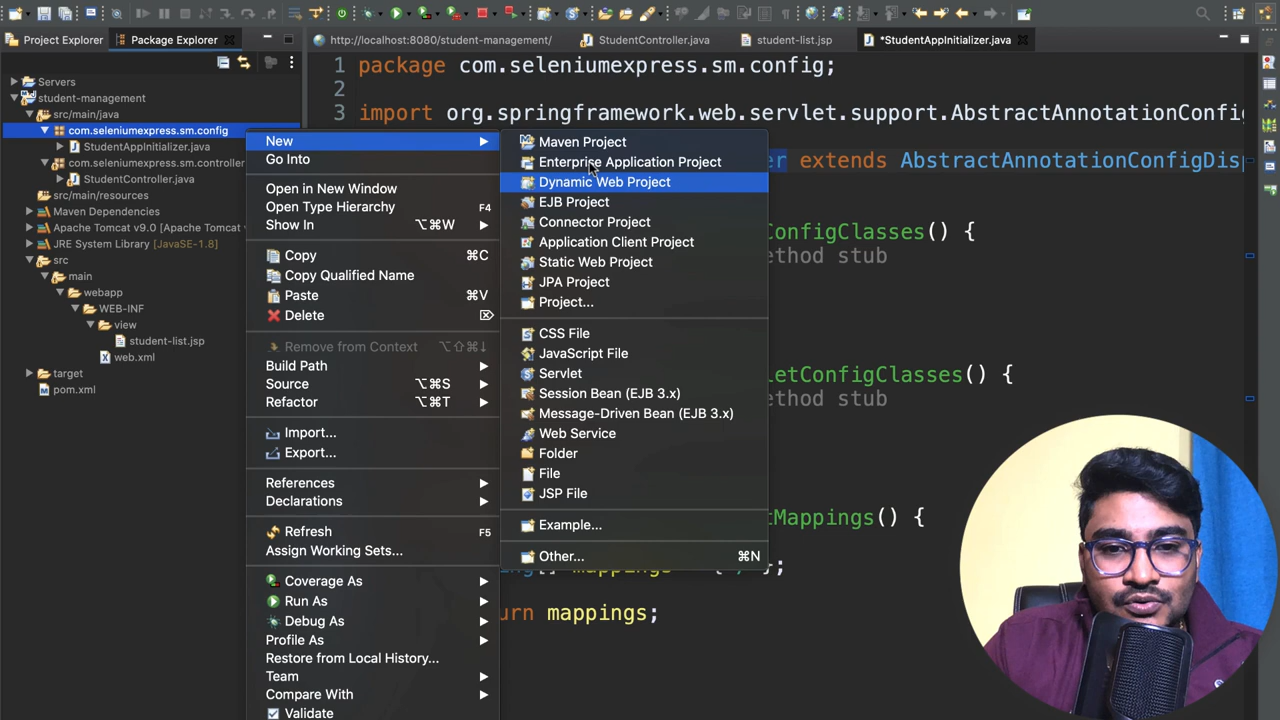 Project Explorer
Package Explorer
http://localhost:8080/student-management/
StudentController.java
student-list.jsp
*StudentAppInitializer.java
Servers
student-management
src/main/java
com.seleniumexpress.sm.config
StudentAppInitializer.java
com.seleniumexpress.sm.controller
StudentController.java
src/main/resources
Maven Dependencies
Apache Tomcat v9.0 [Apache Tomcat
JRE System Library [JavaSE-1.8]
src
main
webapp
WEB-INF
view
student-list.jsp
web.xml
target
pom.xml
New
Go Into
Open in New Window
Open Type Hierarchy F4
Show In ⌥⌘W
Copy ⌘C
Copy Qualified Name
Paste ⌘V
Delete ⌦
Remove from Context ⌥⇧⌘↓
Build Path
Source ⌥⌘S
Refactor ⌥⌘T
Import...
Export...
References
Declarations
Refresh F5
Assign Working Sets...
Coverage As
Run As
Debug As
Profile As
Restore from Local History...
Team
Compare With
Validate
Maven Project
Enterprise Application Project
Dynamic Web Project
EJB Project
Connector Project
Application Client Project
Static Web Project
JPA Project
Project...
CSS File
JavaScript File
Servlet
Session Bean (EJB 3.x)
Message-Driven Bean (EJB 3.x)
Web Service
Folder
File
JSP File
Example...
Other... ⌘N
1 package com.seleniumexpress.sm.config;
2
3 import org.springframework.web.servlet.support.AbstractAnnotationConfig
er extends AbstractAnnotationConfigDisp
onfigClasses() {
ethod stub
letConfigClasses() {
ethod stub
tMappings() {
};
urn mappings;